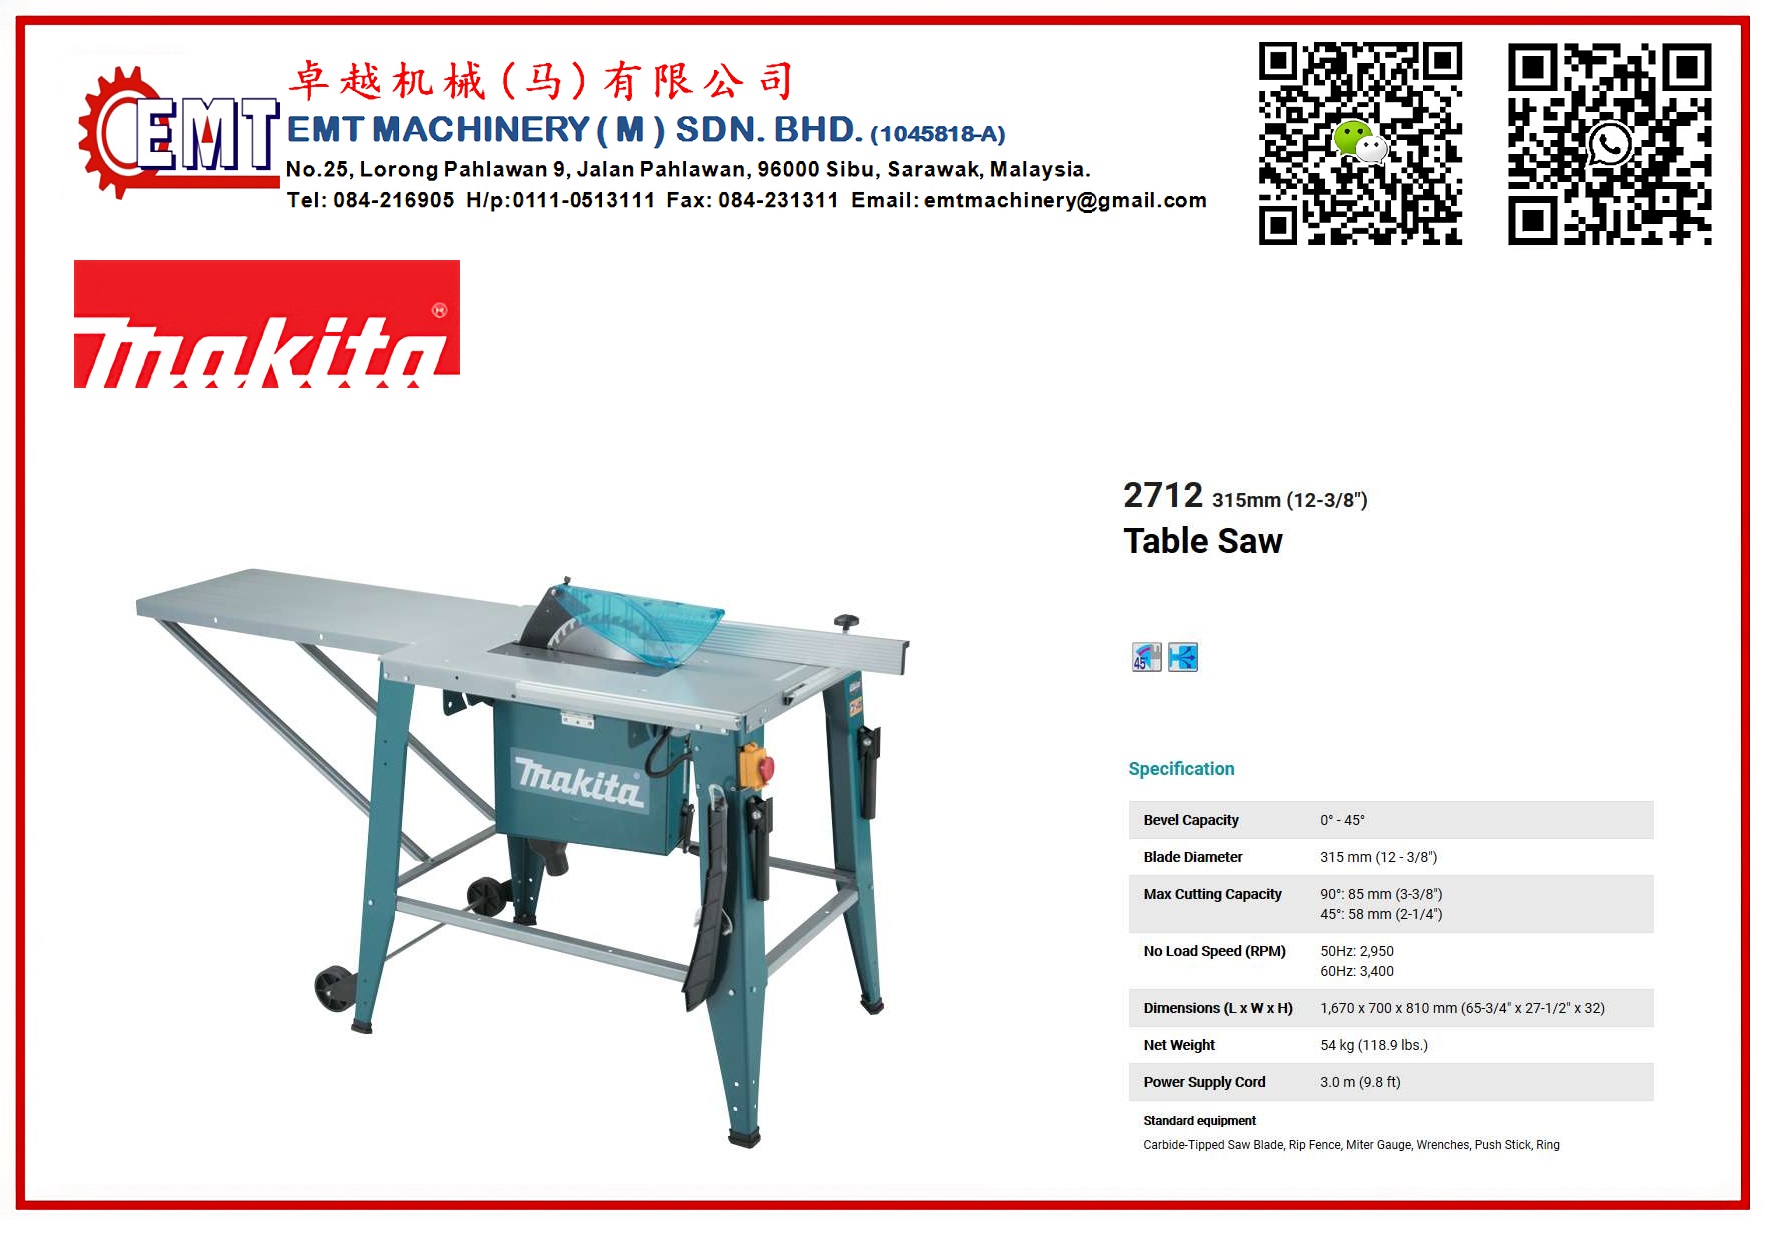 卓越机械(马)有限公司
EMT
EMT MACHINERY ( M ) SDN. BHD. (1045818-A)
No.25, Lorong Pahlawan 9, Jalan Pahlawan, 96000 Sibu, Sarawak, Malaysia.
Tel: 084-216905 H/p:0111-0513111 Fax: 084-231311 Email: emtmachinery@gmail.com
Makita®
2712 315mm (12-3/8")
Table Saw
45°
Makita®
Specification
Bevel Capacity 0° - 45°
Blade Diameter 315 mm (12 - 3/8")
Max Cutting Capacity 90°: 85 mm (3-3/8")
45°: 58 mm (2-1/4")
No Load Speed (RPM) 50Hz: 2,950
60Hz: 3,400
Dimensions (L x W x H) 1,670 x 700 x 810 mm (65-3/4" x 27-1/2" x 32)
Net Weight 54 kg (118.9 lbs.)
Power Supply Cord 3.0 m (9.8 ft)
Standard equipment
Carbide-Tipped Saw Blade, Rip Fence, Miter Gauge, Wrenches, Push Stick, Ring